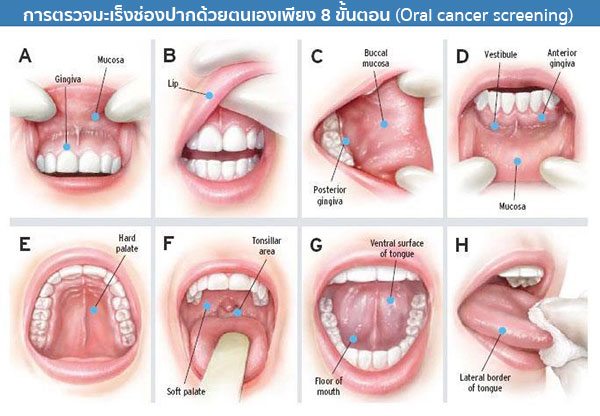 การตรวจมะเร็งช่องปากด้วยตนเองเพียง 8 ขั้นตอน (Oral cancer screening)
A
Mucosa
Gingiva
B
Lip
C
Buccal
mucosa
Posterior
gingiva
D
Vestibule
Anterior
gingiva
Mucosa
E
Hard
palate
F
Tonsillar
area
Soft palate
G
Ventral surface
of tongue
Floor of
mouth
H
Lateral border
of tongue